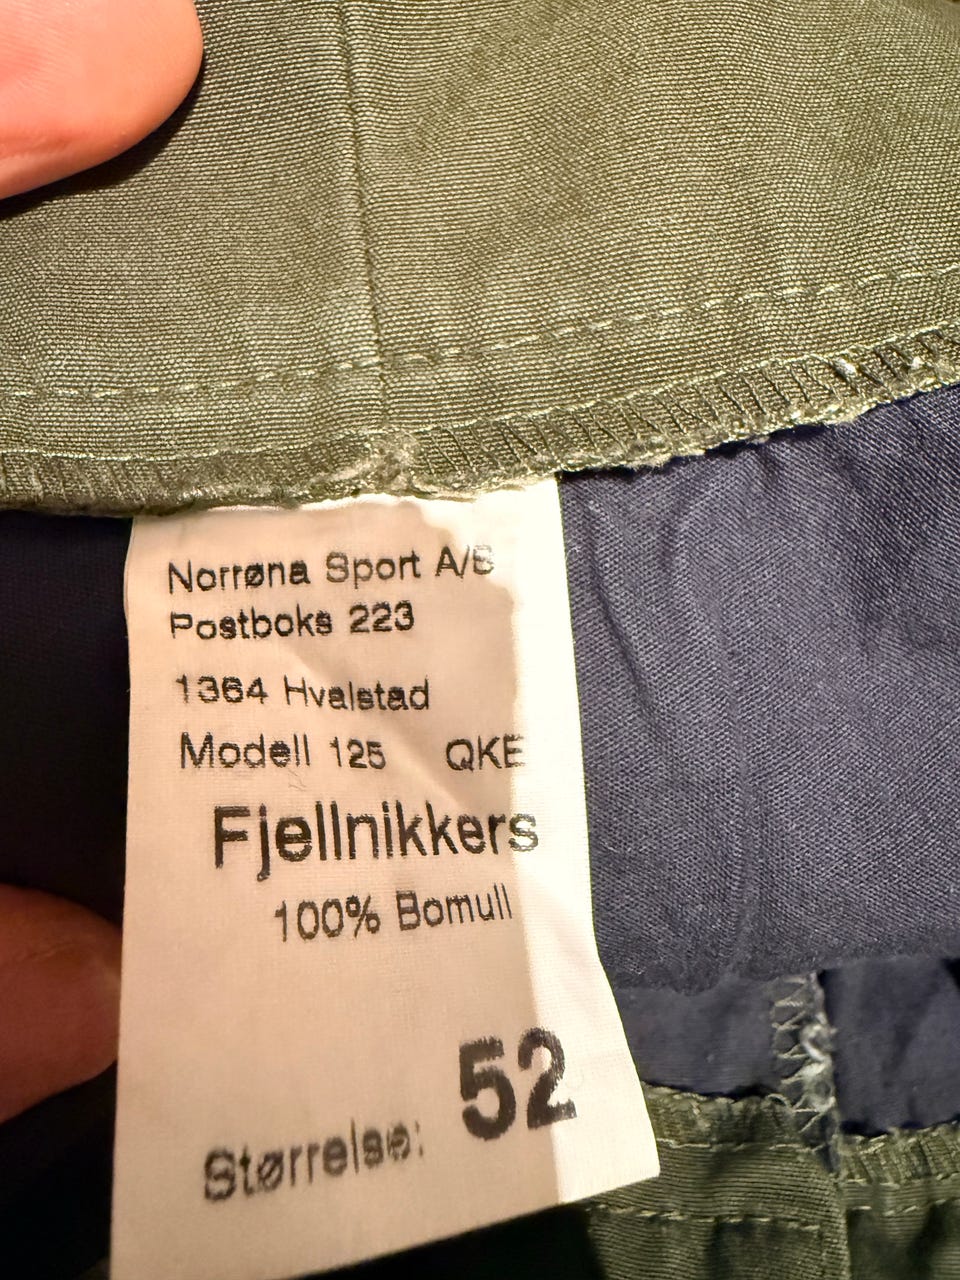 Norrøna Sport A/S
Postboks 223
1364 Hvalstad
Modell 125 QKE
Fjellnikkers
100% Bomull
Størrelse: 52